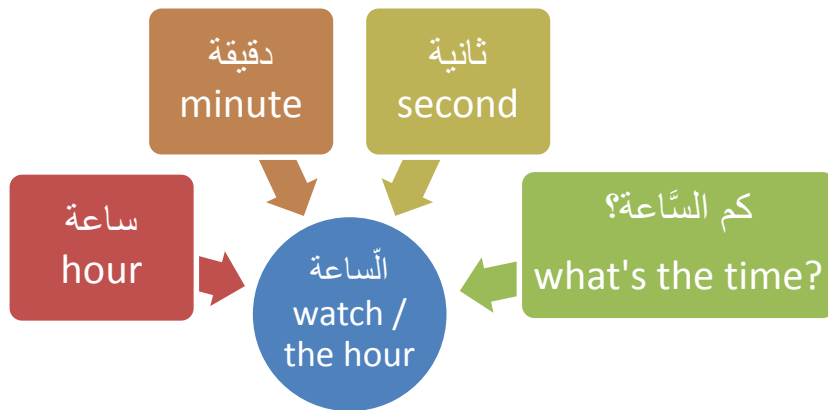 دقيقة
minute
ثانية
second
ساعة
hour
كم السَّاعة؟
what's the time?
الّساعة
watch /
the hour